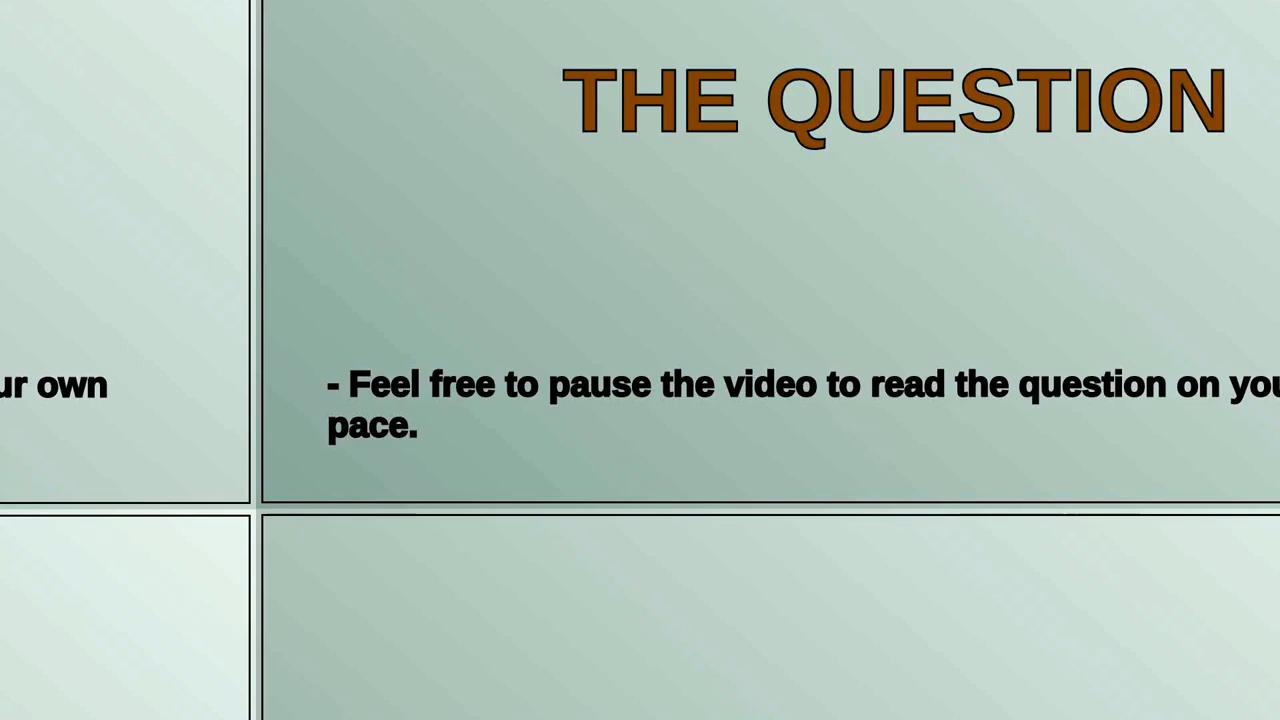 THE QUESTION
ur own
- Feel free to pause the video to read the question on you
pace.